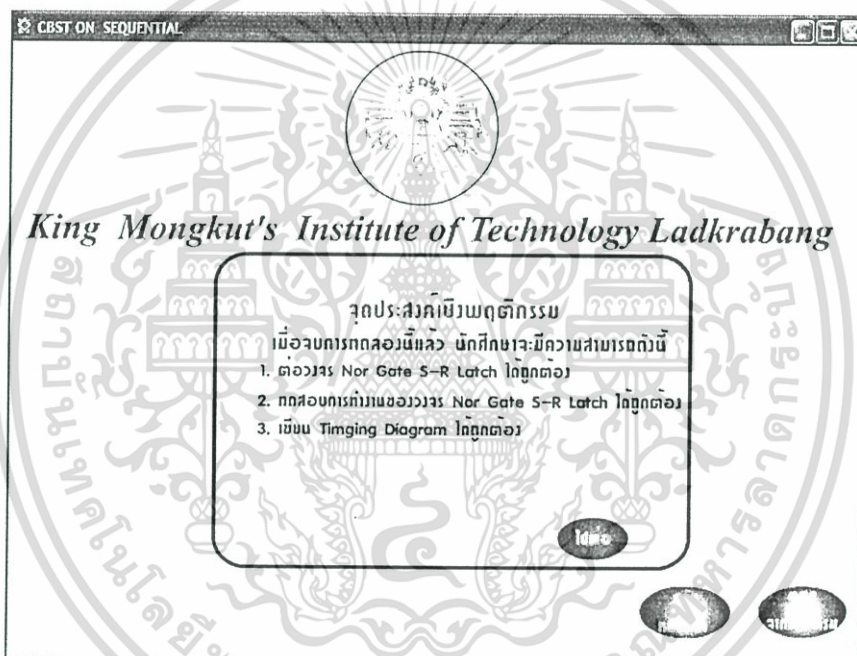 CBST ON SEQUENTIAL
King Mongkut's Institute of Technology Ladkrabang
จุดประสงค์เชิงพฤติกรรม
เมื่อจบการทดลองนี้แล้ว นักศึกษาจะมีความสามารถดังนี้
1. ต่อวงจร Nor Gate S-R Latch ได้ถูกต้อง
2. ทดสอบการทำงานของวงจร Nor Gate S-R Latch ได้ถูกต้อง
3. เขียน Timging Diagram ได้ถูกต้อง
ไปต่อ